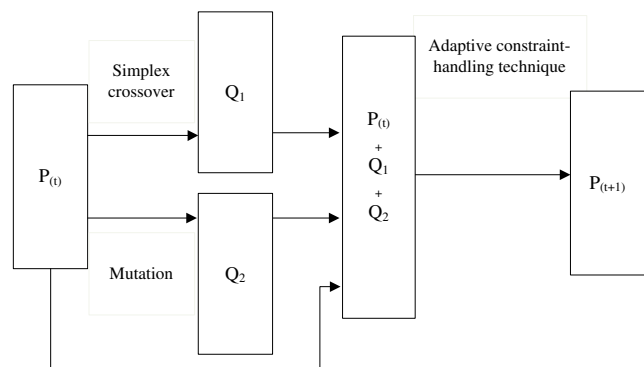 Simplex
crossover
Q1
Adaptive constraint-
handling technique
P(t)
+
Q1
+
Q2
P(t)
P(t+1)
Mutation
Q2